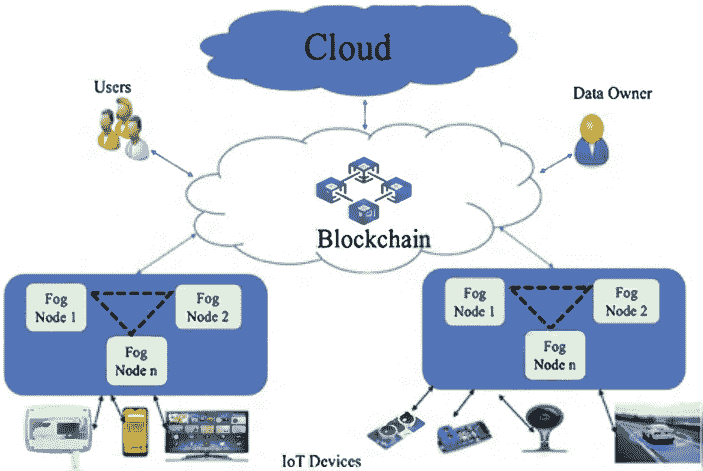 Cloud
Users
Data Owner
Blockchain
Fog
Node 1
Fog
Node 2
Fog
Node n
Fog
Node 1
Fog
Node 2
Fog
Node n
IoT Devices